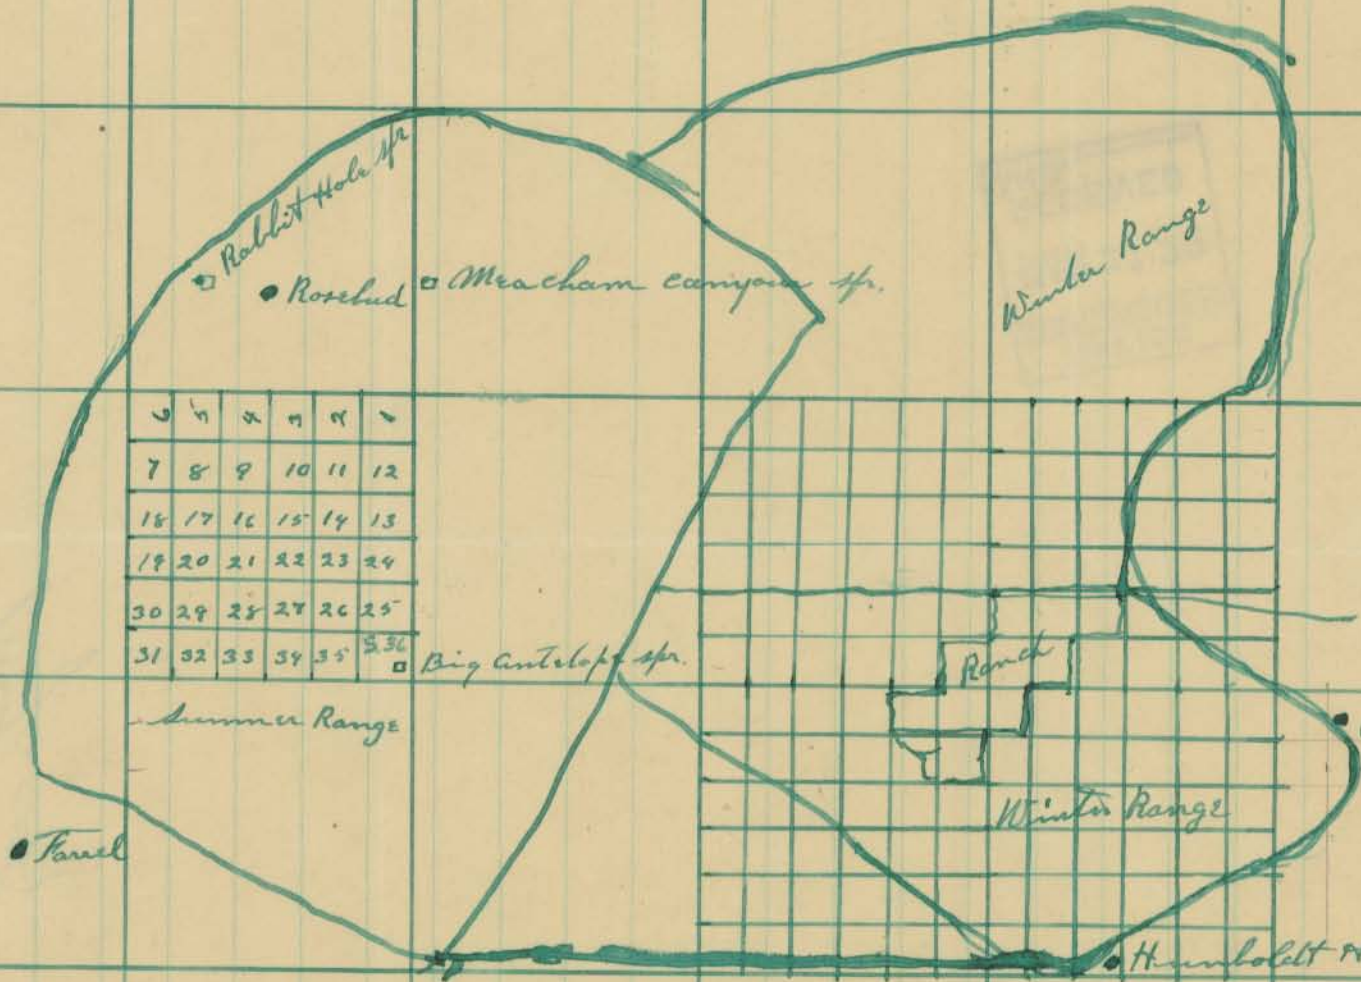 Rabbit Hole spr
Rosebud
Meacham canyon spr.
Winter Range
6 5 4 3 2 1
7 8 9 10 11 12
18 17 16 15 14 13
19 20 21 22 23 24
30 29 28 27 26 25
31 32 33 34 35 S.36
Big Antelope spr.
Ranch
Summer Range
Winter Range
Farrel
Humboldt